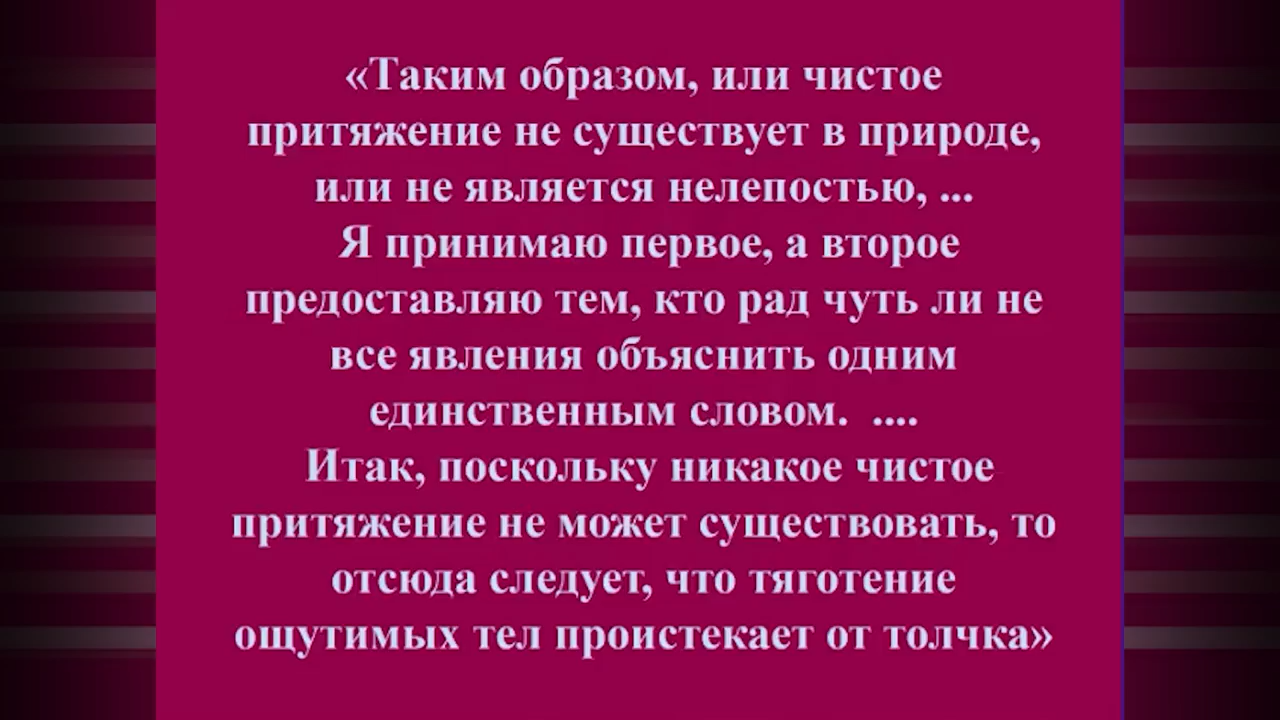 «Таким образом, или чистое
притяжение не существует в природе,
или не является нелепостью, ...
Я принимаю первое, а второе
предоставляю тем, кто рад чуть ли не
все явления объяснить одним
единственным словом.  ....
Итак, поскольку никакое чистое
притяжение не может существовать, то
отсюда следует, что тяготение
ощутимых тел проистекает от толчка»